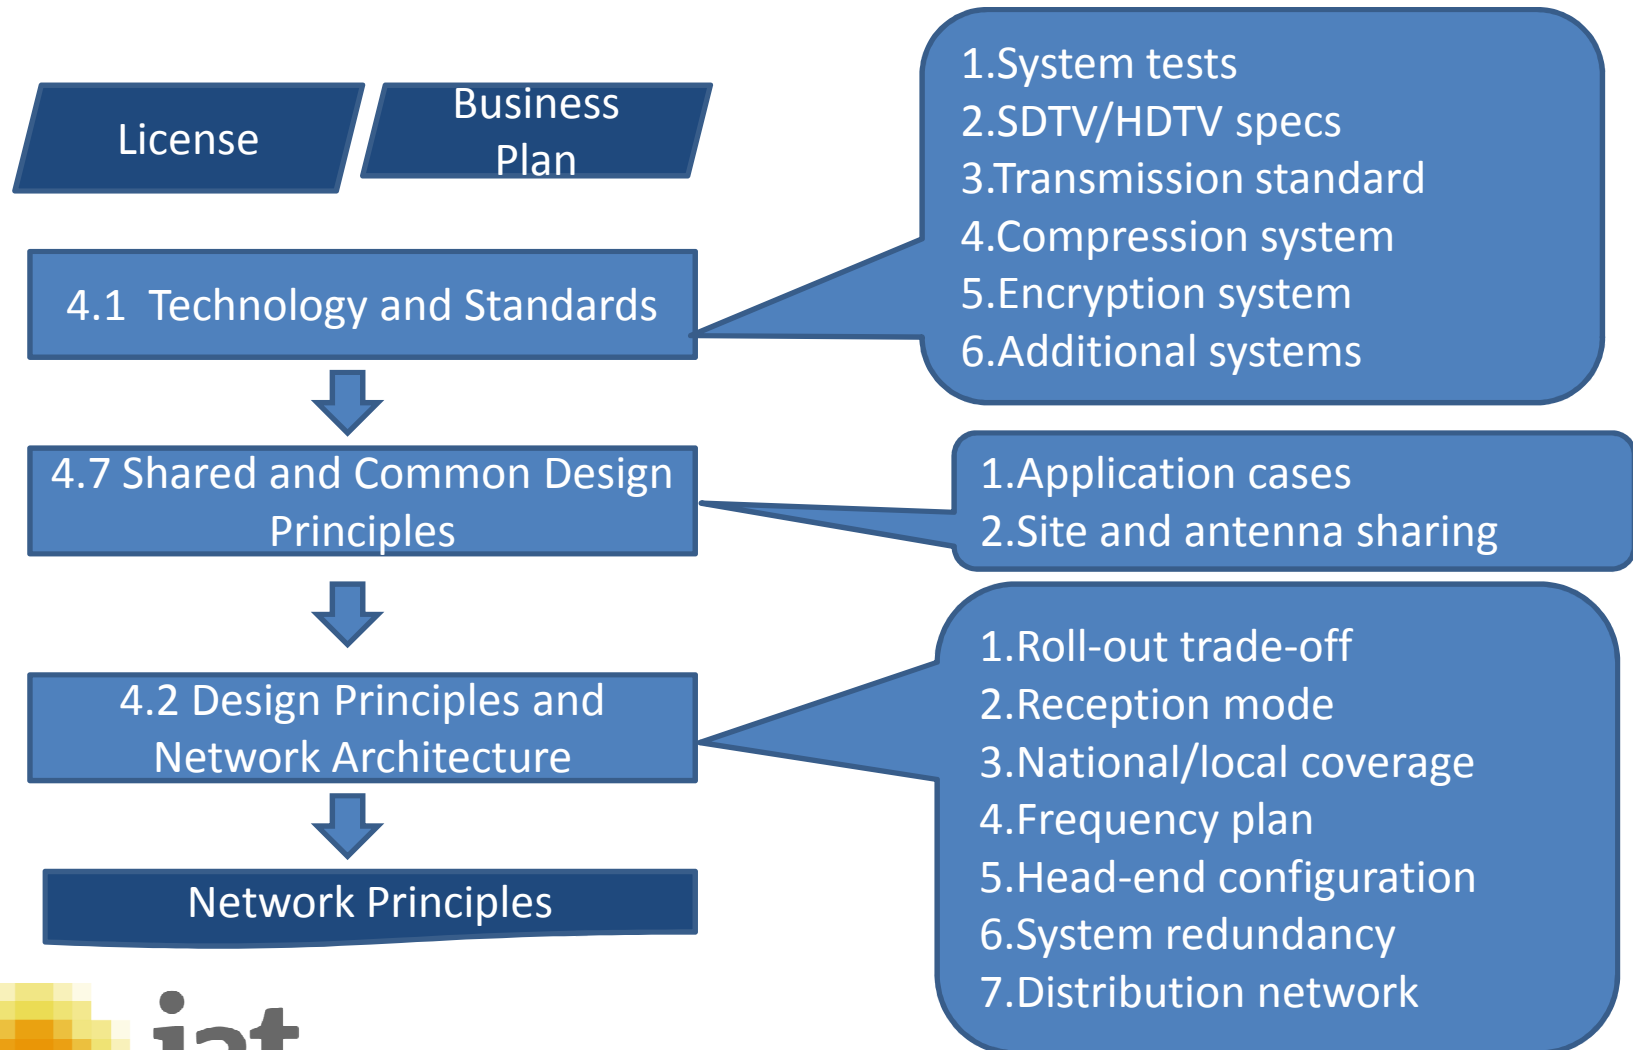 License
Business
Plan
4.1 Technology and Standards
1.System tests
2.SDTV/HDTV specs
3.Transmission standard
4.Compression system
5.Encryption system
6.Additional systems
4.7 Shared and Common Design
Principles
1.Application cases
2.Site and antenna sharing
4.2 Design Principles and
Network Architecture
1.Roll-out trade-off
2.Reception mode
3.National/local coverage
4.Frequency plan
5.Head-end configuration
6.System redundancy
7.Distribution network
Network Principles
iat